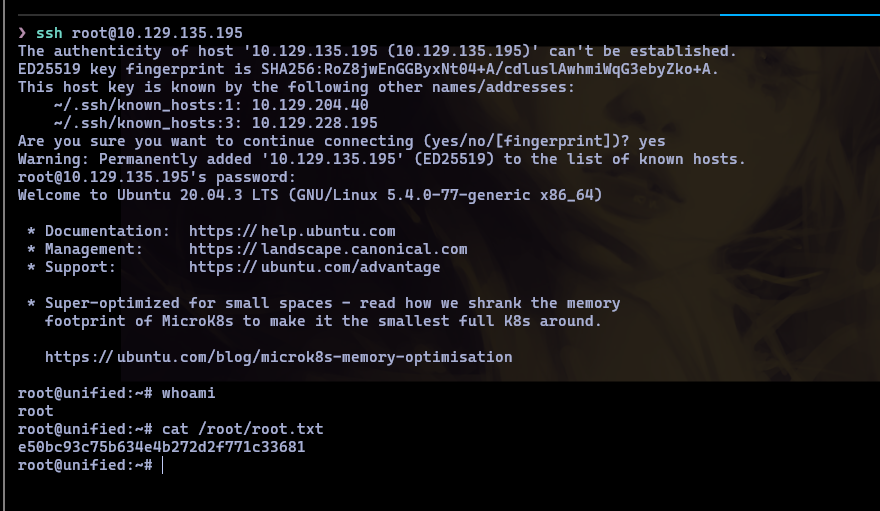 ❯ ssh root@10.129.135.195
The authenticity of host '10.129.135.195 (10.129.135.195)' can't be established.
ED25519 key fingerprint is SHA256:RoZ8jwEnGGByxNt04+A/cdluslAwhmiWqG3ebyZko+A.
This host key is known by the following other names/addresses:
    ~/.ssh/known_hosts:1: 10.129.204.40
    ~/.ssh/known_hosts:3: 10.129.228.195
Are you sure you want to continue connecting (yes/no/[fingerprint])? yes
Warning: Permanently added '10.129.135.195' (ED25519) to the list of known hosts.
root@10.129.135.195's password:
Welcome to Ubuntu 20.04.3 LTS (GNU/Linux 5.4.0-77-generic x86_64)

 * Documentation:  https://help.ubuntu.com
 * Management:     https://landscape.canonical.com
 * Support:        https://ubuntu.com/advantage

 * Super-optimized for small spaces - read how we shrank the memory
   footprint of MicroK8s to make it the smallest full K8s around.

   https://ubuntu.com/blog/microk8s-memory-optimisation

root@unified:~# whoami
root
root@unified:~# cat /root/root.txt
e50bc93c75b634e4b272d2f771c33681
root@unified:~#